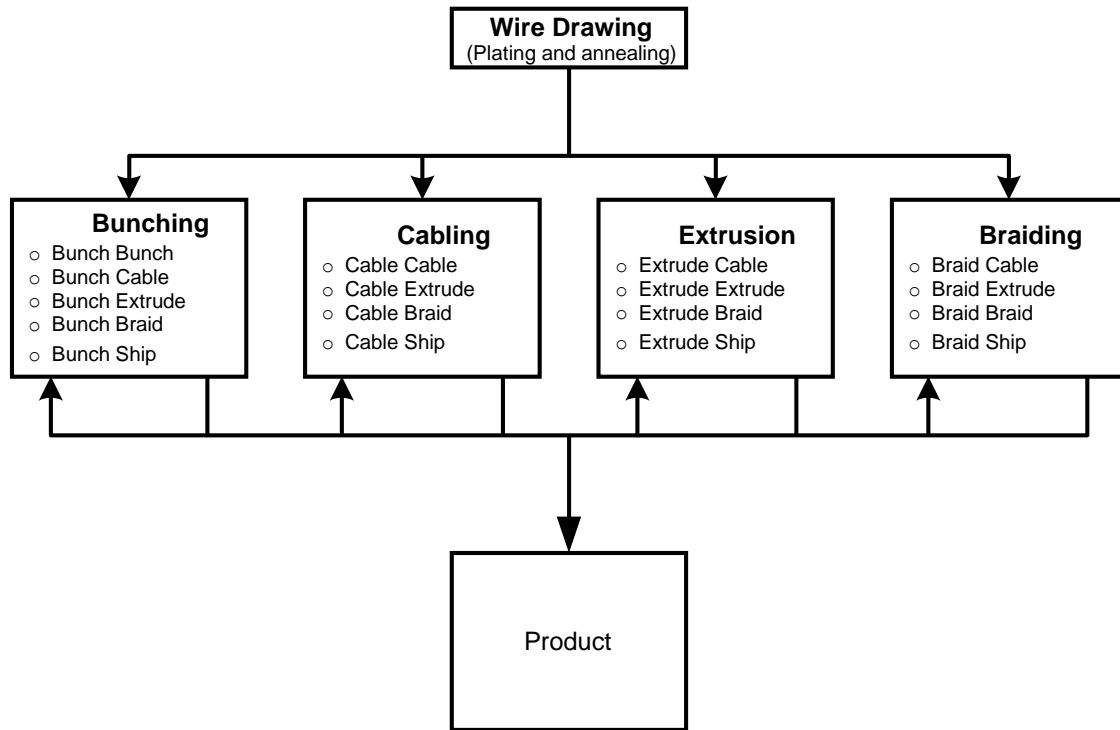 Wire Drawing
(Plating and annealing)
Bunching
○ Bunch Bunch
○ Bunch Cable
○ Bunch Extrude
○ Bunch Braid
○ Bunch Ship
Cabling
○ Cable Cable
○ Cable Extrude
○ Cable Braid
○ Cable Ship
Extrusion
○ Extrude Cable
○ Extrude Extrude
○ Extrude Braid
○ Extrude Ship
Braiding
○ Braid Cable
○ Braid Extrude
○ Braid Braid
○ Braid Ship
Product